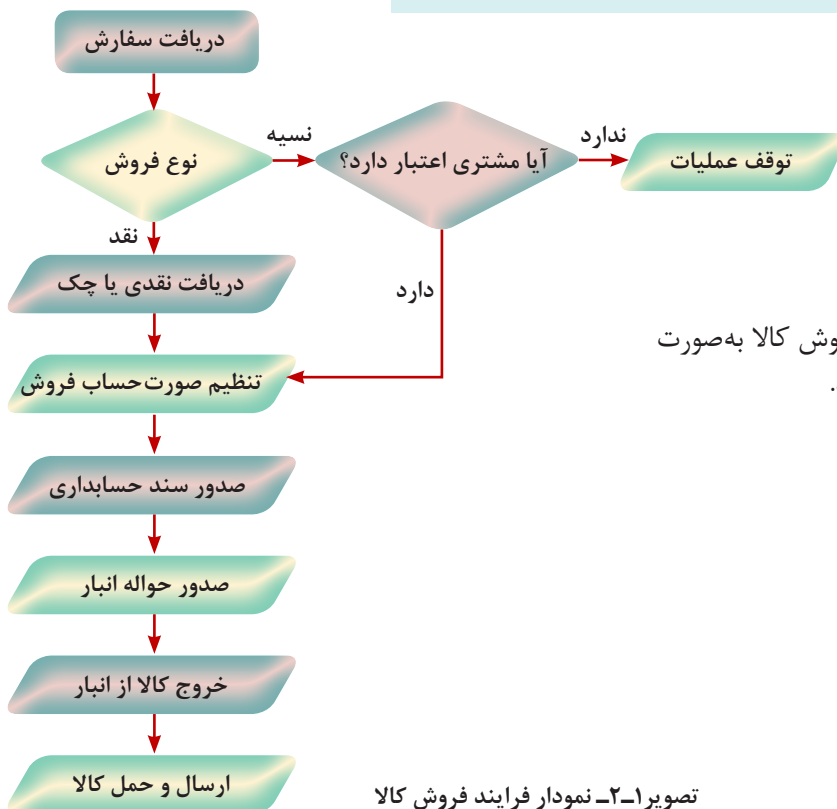 دریافت سفارش
نوع فروش
نسیه
آیا مشتری اعتبار دارد؟
ندارد
توقف عملیات
نقد
دارد
دریافت نقدی یا چک
تنظیم صورت‌حساب فروش
صدور سند حسابداری
صدور حواله انبار
خروج کالا از انبار
ارسال و حمل کالا
کالا به‌صورت
.
تصویر۱ـ۲ـ نمودار فرایند فروش کالا